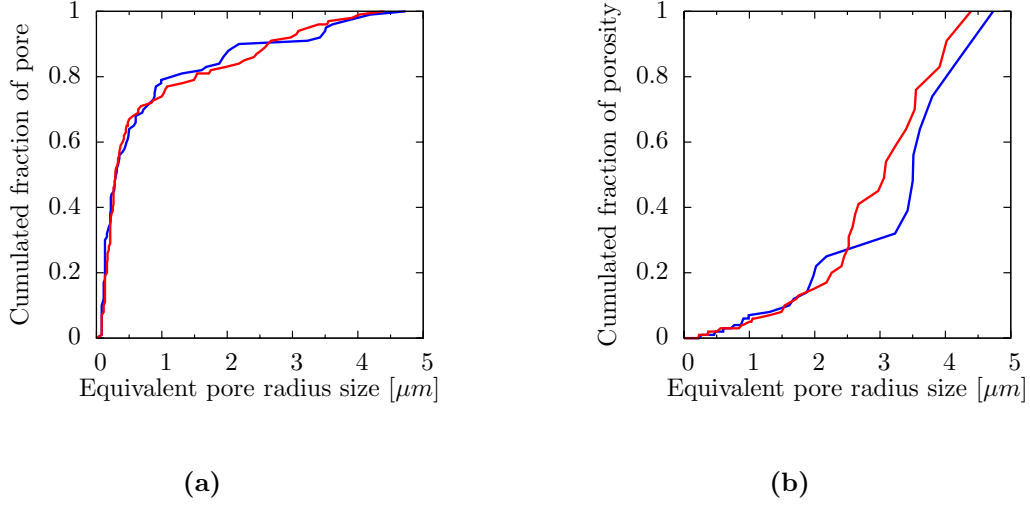 Cumulated fraction of pore
1
0.8
0.6
0.4
0.2
0
0 1 2 3 4 5
Equivalent pore radius size [μm]
(a)
Cumulated fraction of porosity
1
0.8
0.6
0.4
0.2
0
0 1 2 3 4 5
Equivalent pore radius size [μm]
(b)